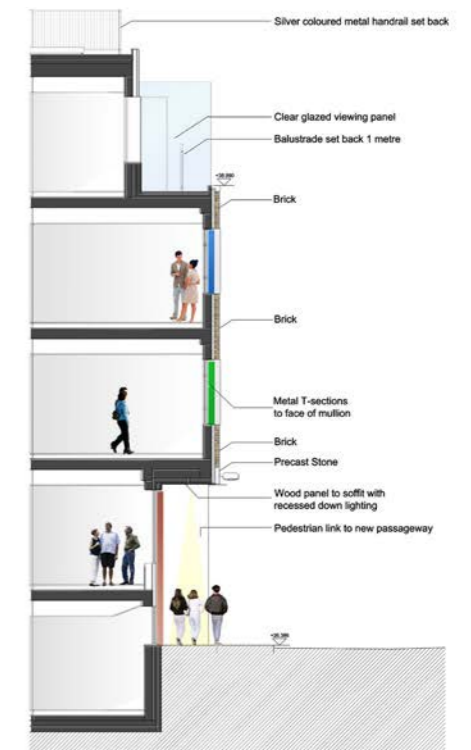 Silver coloured metal handrail set back
Clear glazed viewing panel
Balustrade set back 1 metre
Brick
Brick
Metal T-sections
to face of mullion
Brick
Precast Stone
Wood panel to soffit with
recessed down lighting
Pedestrian link to new passageway